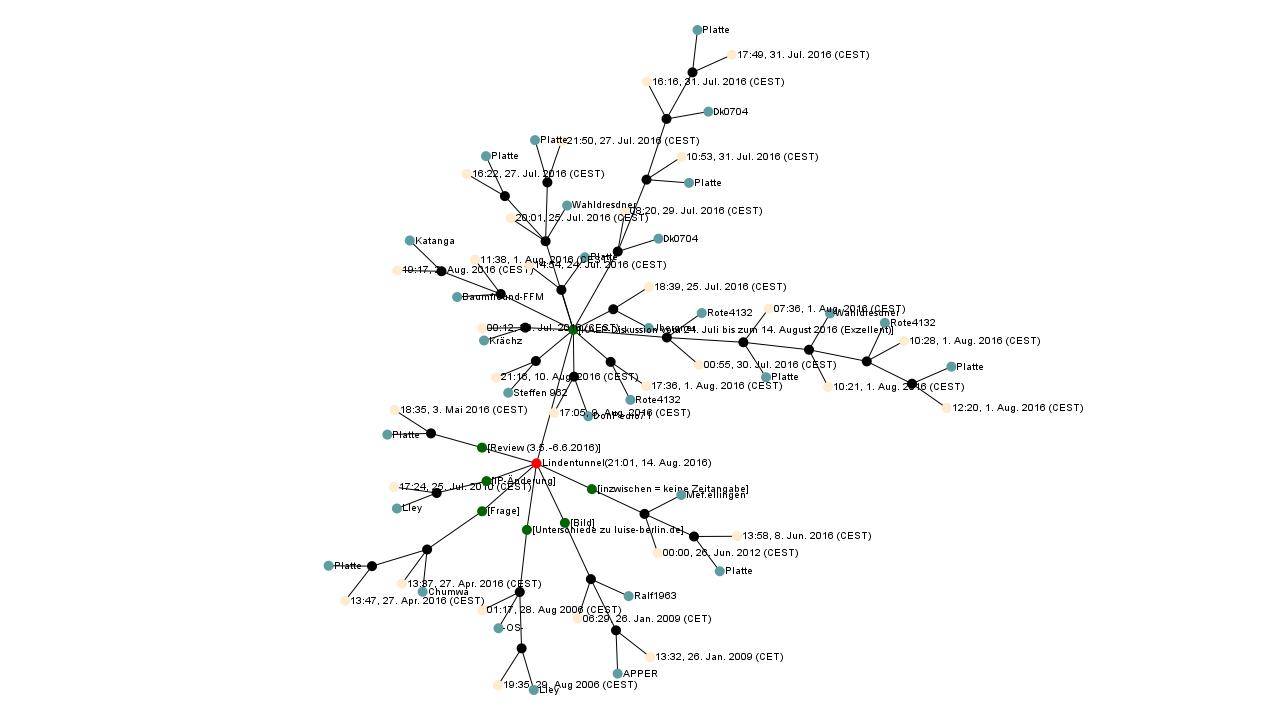 Platte
17:49, 31. Jul. 2016 (CEST)
16:16, 31. Jul. 2016 (CEST)
Dk0704
Platte
21:50, 27. Jul. 2016 (CEST)
Platte
10:53, 31. Jul. 2016 (CEST)
16:22, 27. Jul. 2016 (CEST)
Platte
Wahldresdner
08:20, 29. Jul. 2016 (CEST)
20:01, 25. Jul. 2016 (CEST)
Katanga
Dk0704
Platte
11:38, 1. Aug. 2016 (CEST)
14:54, 24. Jul. 2016 (CEST)
19:17, Aug. 2016 (CEST)
18:39, 25. Jul. 2016 (CEST)
Baumfreund-FFM
07:36, 1. Aug. 2016 (CEST)
Rote4132
Wahldresdner
Rote4132
00:12, Jul. 2016 (CEST)
Diskussion vom 24. Juli bis zum 14. August 2016 (Exzellent)]
Krächz
10:28, 1. Aug. 2016 (CEST)
00:55, 30. Jul. 2016 (CEST)
Platte
21:16, 10. Aug. 2016 (CEST)
Platte
17:36, 1. Aug. 2016 (CEST)
10:21, 1. Aug. 2016 (CEST)
Steffen 962
Rote4132
12:20, 1. Aug. 2016 (CEST)
18:35, 3. Mai 2016 (CEST)
17:05, Aug. 2016 (CEST)
DonPedro71
Platte
[Review (3.5.-6.6.2016)]
Lindentunnel(21:01, 14. Aug. 2016)
[IP-Änderung]
17:24, 25. Jul. 2010 (CEST)
[inzwischen = keine Zeitangabe]
Mef.ellingen
Lley
[Frage]
[Bild]
[Unterschiede zu luise-berlin.de]
13:58, 8. Jun. 2016 (CEST)
00:00, 26. Jun. 2012 (CEST)
Platte
Platte
13:37, 27. Apr. 2016 (CEST)
Chumwa
Ralf1963
13:47, 27. Apr. 2016 (CEST)
01:17, 28. Aug 2006 (CEST)
06:29, 26. Jan. 2009 (CET)
-OS-
13:32, 26. Jan. 2009 (CET)
APPER
19:35, 29. Aug 2006 (CEST)
Lley